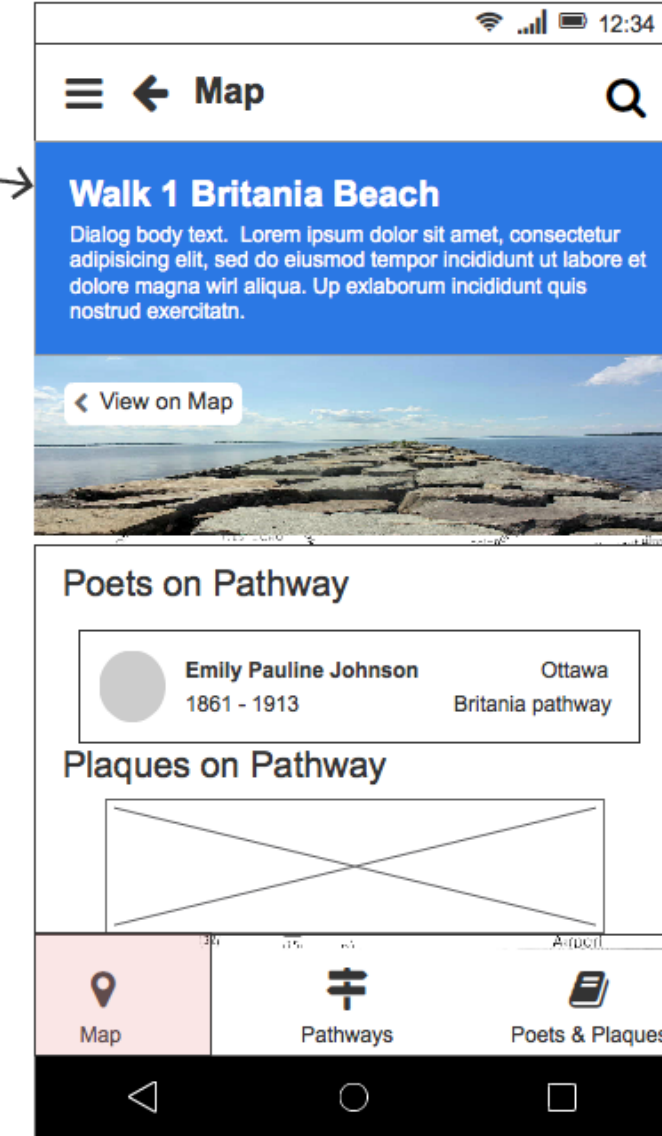 12:34
Map
Walk 1 Britania Beach
Dialog body text. Lorem ipsum dolor sit amet, consectetur
adipisicing elit, sed do eiusmod tempor incididunt ut labore et
dolore magna wirl aliqua. Up exlaborum incididunt quis
nostrud exercitatn.
View on Map
Poets on Pathway
Emily Pauline Johnson Ottawa
1861 - 1913 Britania pathway
Plaques on Pathway
Airport
Map Pathways Poets & Plaques